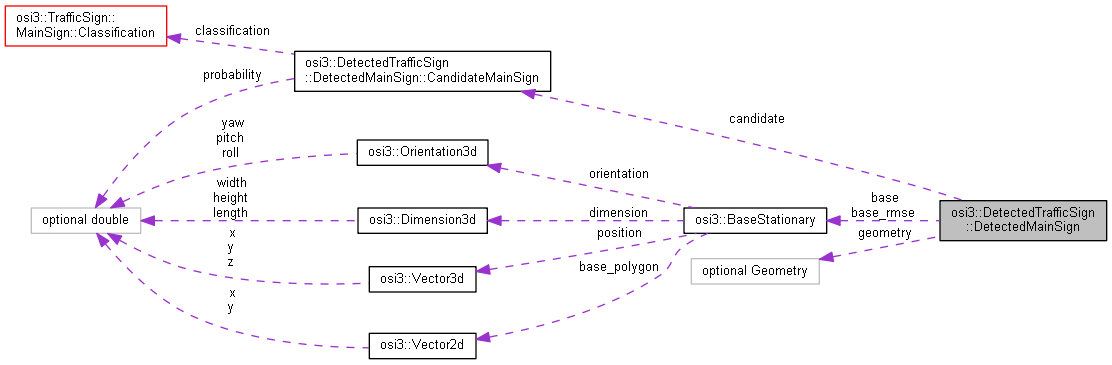 osi3::TrafficSign::
MainSign::Classification
classification
osi3::DetectedTrafficSign
::DetectedMainSign::CandidateMainSign
probability
candidate
yaw
pitch
roll
osi3::Orientation3d
orientation
width
height
length
optional double
osi3::Dimension3d
dimension
osi3::BaseStationary
base
base_rmse
osi3::DetectedTrafficSign
::DetectedMainSign
position
geometry
x
y
z
osi3::Vector3d
base_polygon
optional Geometry
x
y
osi3::Vector2d